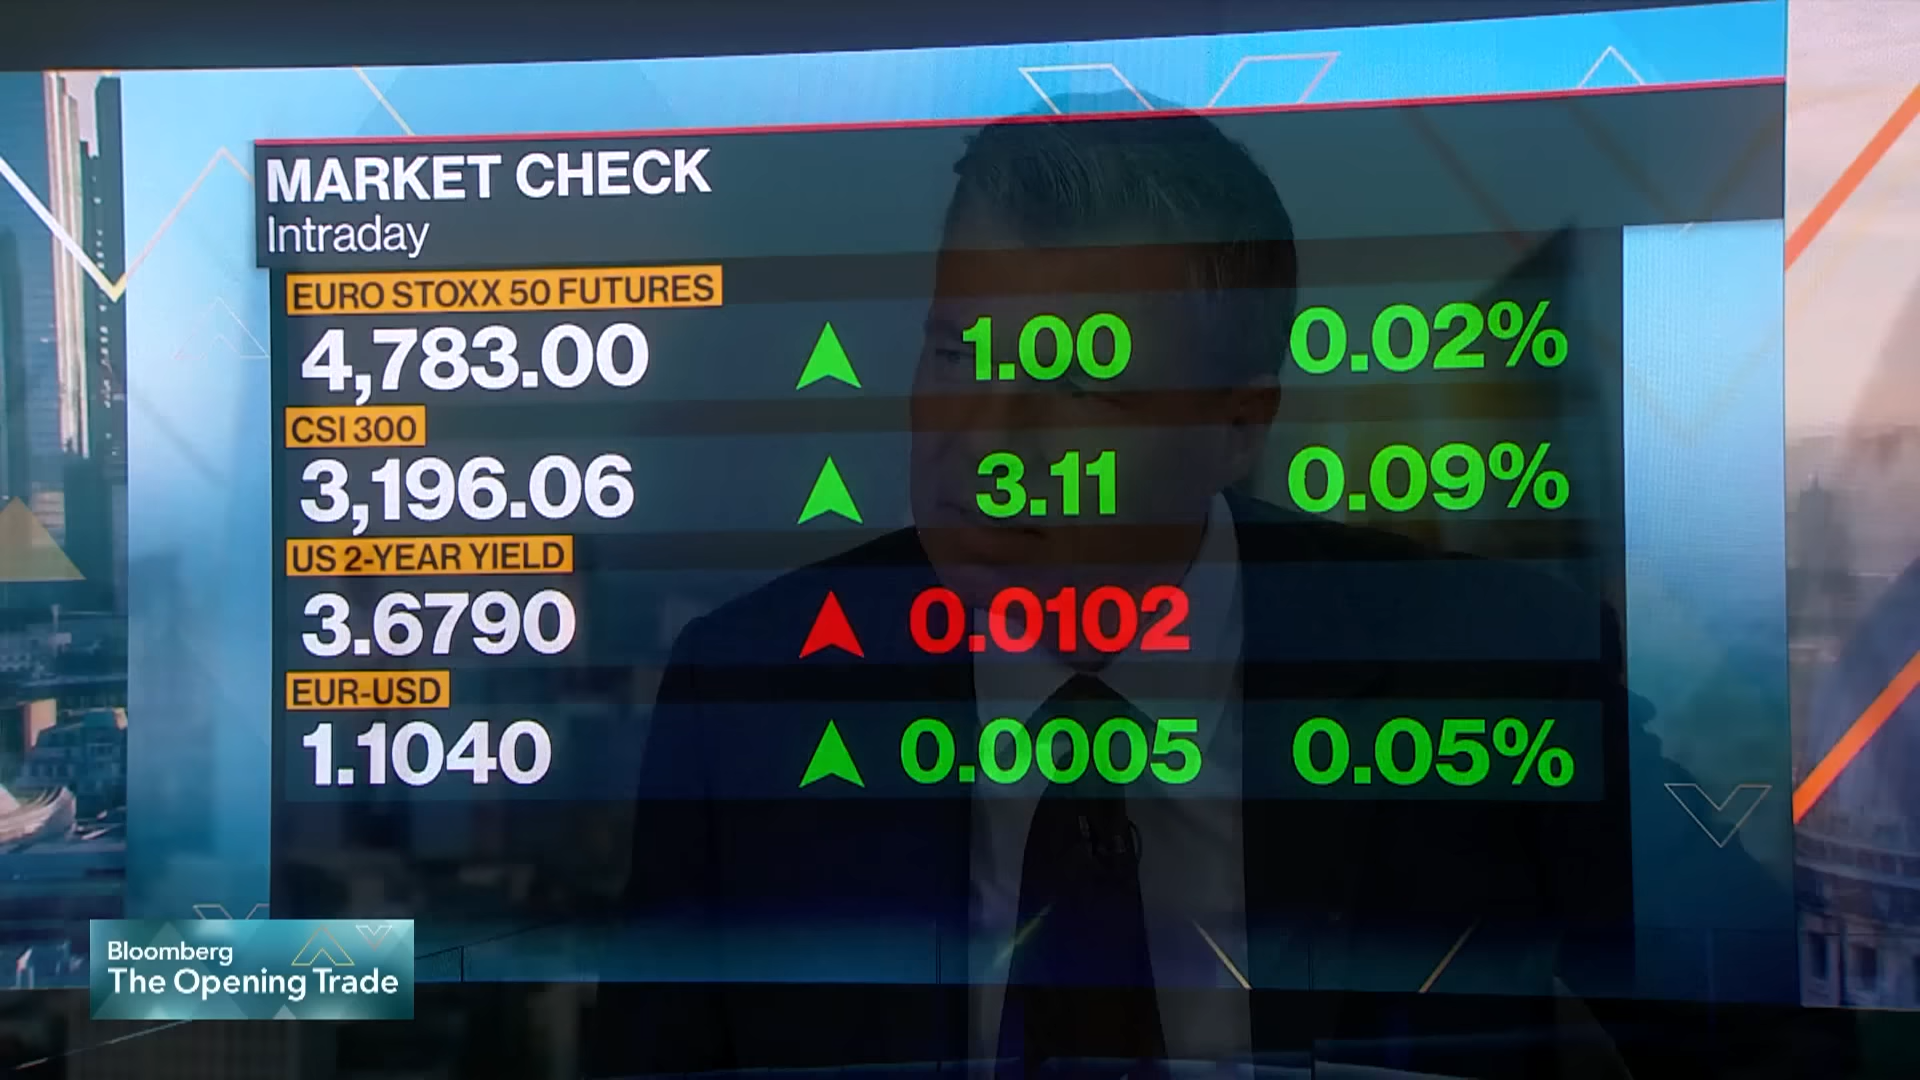 MARKET CHECK
Intraday
EURO STOXX 50 FUTURES
4,783.00 1.00 0.02%
CSI 300
3,196.06 3.11 0.09%
US 2-YEAR YIELD
3.6790 0.0102
EUR-USD
1.1040 0.0005 0.05%
Bloomberg
The Opening Trade